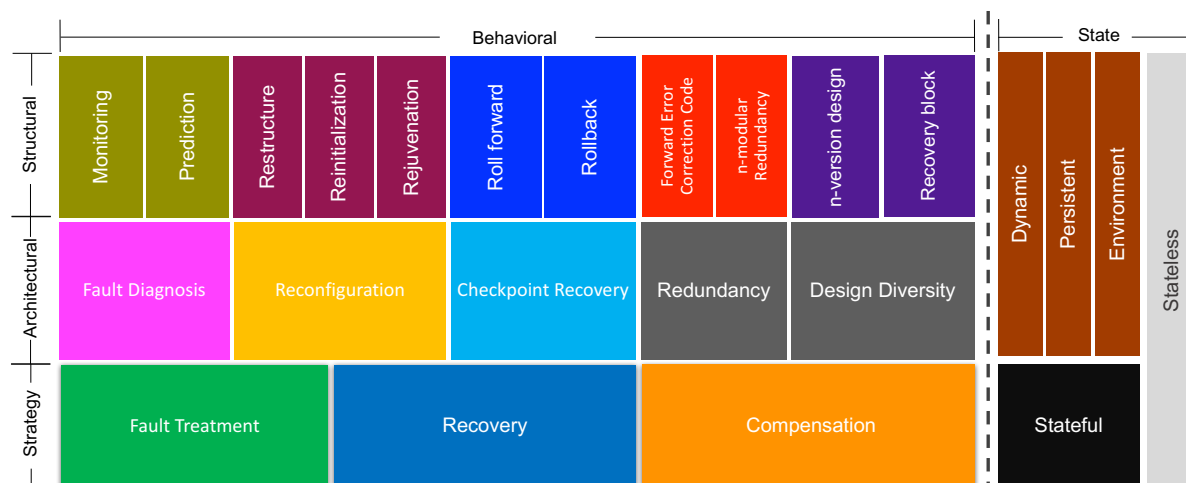 Behavioral
State
Structural
Monitoring
Prediction
Restructure
Reinitialization
Rejuvenation
Roll forward
Rollback
Forward Error
Correction Code
n-modular
Redundancy
n-version design
Recovery block
Dynamic
Persistent
Environment
Stateless
Architectural
Fault Diagnosis
Reconfiguration
Checkpoint Recovery
Redundancy
Design Diversity
Strategy
Fault Treatment
Recovery
Compensation
Stateful